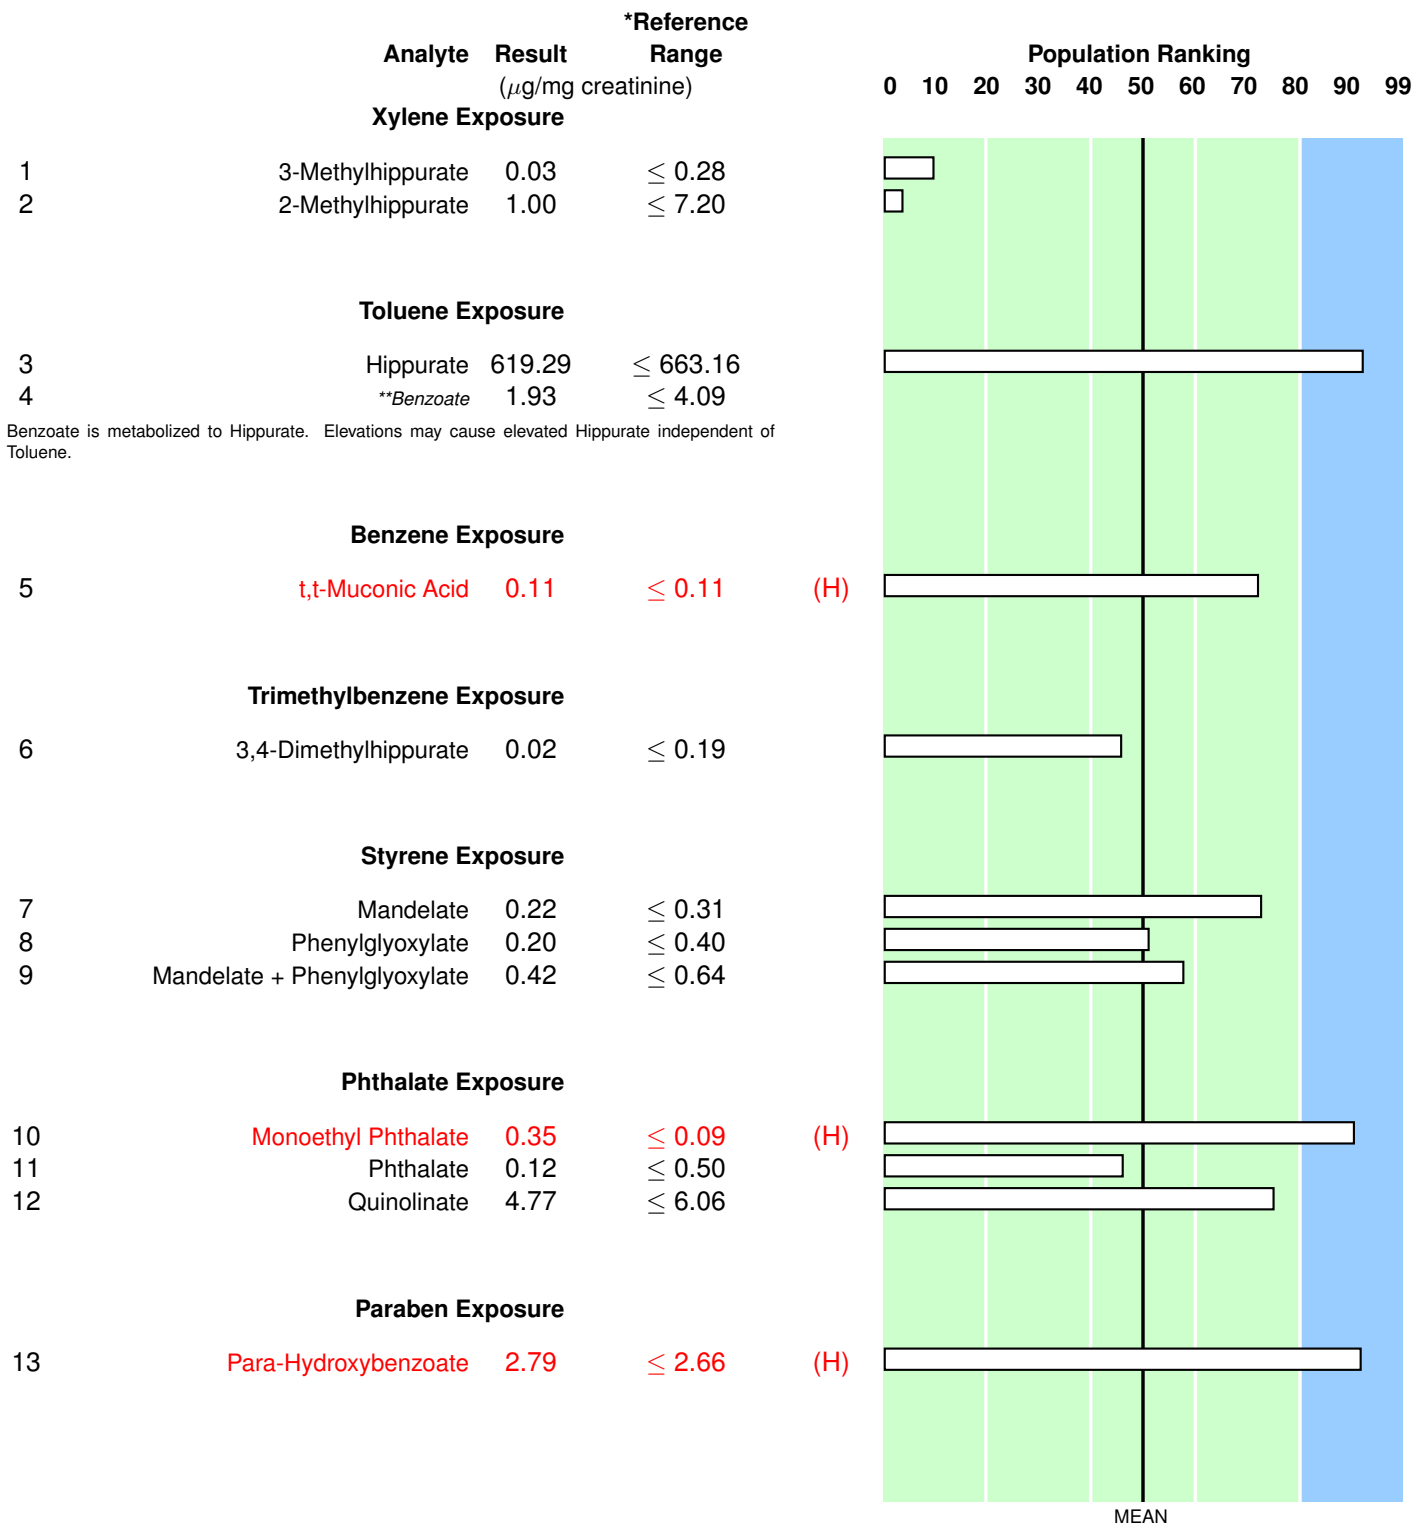 *Reference
Analyte Result Range Population Ranking
(µg/mg creatinine) 0 10 20 30 40 50 60 70 80 90 99
Xylene Exposure
1 3-Methylhippurate 0.03 ≤ 0.28
2 2-Methylhippurate 1.00 ≤ 7.20
Toluene Exposure
3 Hippurate 619.29 ≤ 663.16
4 **Benzoate 1.93 ≤ 4.09
Benzoate is metabolized to Hippurate. Elevations may cause elevated Hippurate independent of
Toluene.
Benzene Exposure
5 t,t-Muconic Acid 0.11 ≤ 0.11 (H)
Trimethylbenzene Exposure
6 3,4-Dimethylhippurate 0.02 ≤ 0.19
Styrene Exposure
7 Mandelate 0.22 ≤ 0.31
8 Phenylglyoxylate 0.20 ≤ 0.40
9 Mandelate + Phenylglyoxylate 0.42 ≤ 0.64
Phthalate Exposure
10 Monoethyl Phthalate 0.35 ≤ 0.09 (H)
11 Phthalate 0.12 ≤ 0.50
12 Quinolinate 4.77 ≤ 6.06
Paraben Exposure
13 Para-Hydroxybenzoate 2.79 ≤ 2.66 (H)
MEAN